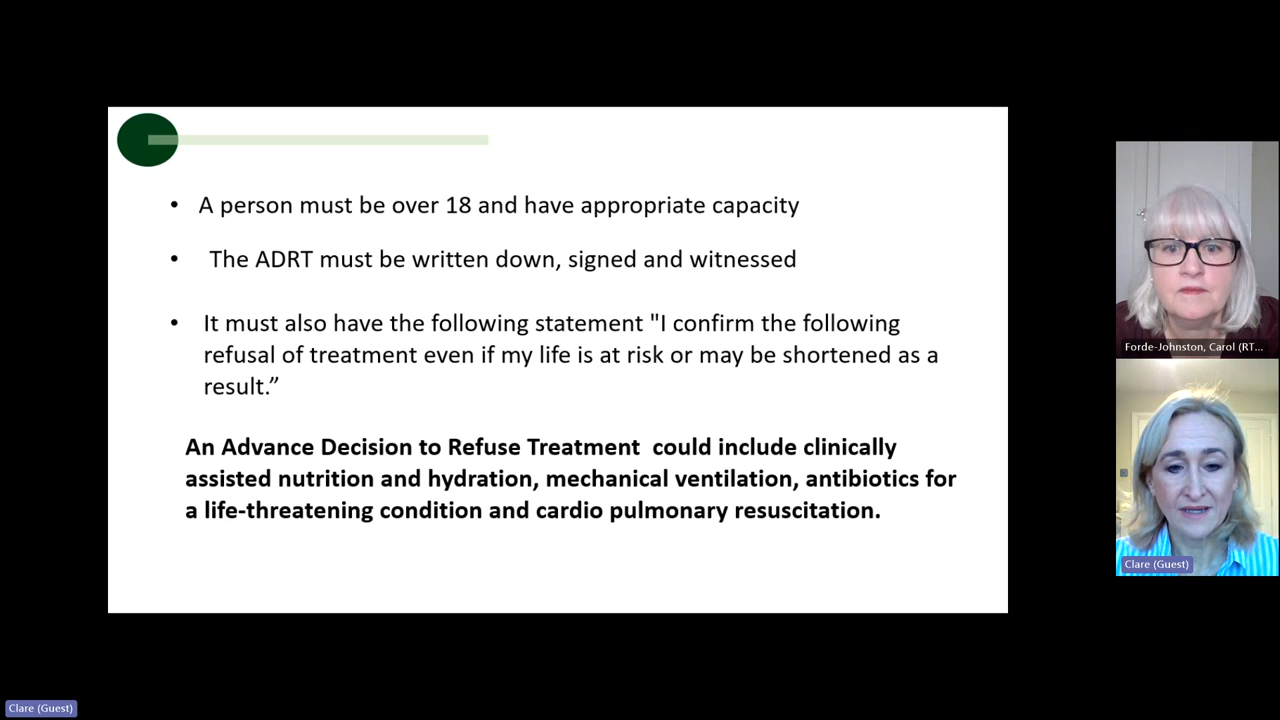 • A person must be over 18 and have appropriate capacity
• The ADRT must be written down, signed and witnessed
• It must also have the following statement "I confirm the following
refusal of treatment even if my life is at risk or may be shortened as a
result.”
An Advance Decision to Refuse Treatment could include clinically
assisted nutrition and hydration, mechanical ventilation, antibiotics for
a life-threatening condition and cardio pulmonary resuscitation.
Forde-Johnston, Carol (RT...
Clare (Guest)
Clare (Guest)